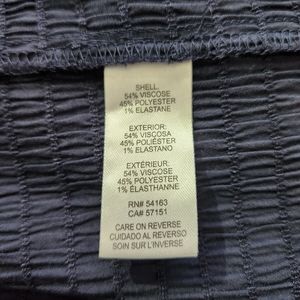 SHELL:
54% VISCOSE
45% POLYESTER
1% ELASTANE
EXTERIOR:
54% VISCOSA
45% POLIÉSTER
1% ELASTANO
EXTÉRIEUR:
54% VISCOSE
45% POLYESTER
1% ÉLASTHANNE
RN# 54163
CA# 57151
CARE ON REVERSE
CUIDADO AL REVERSO
SOIN SUR L'INVERSE